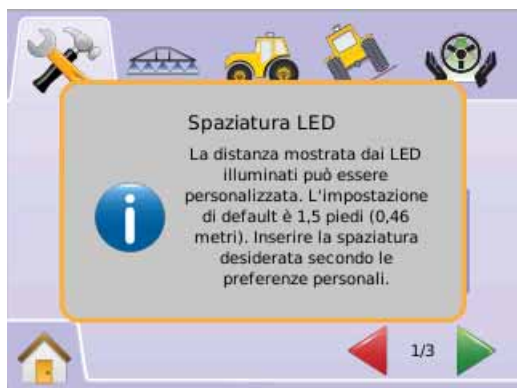 Spaziatura LED
La distanza mostrata dai LED
illuminati può essere
personalizzata. L'impostazione
di default è 1,5 piedi (0,46
metri). Inserire la spaziatura
desiderata secondo le
preferenze personali.
1/3